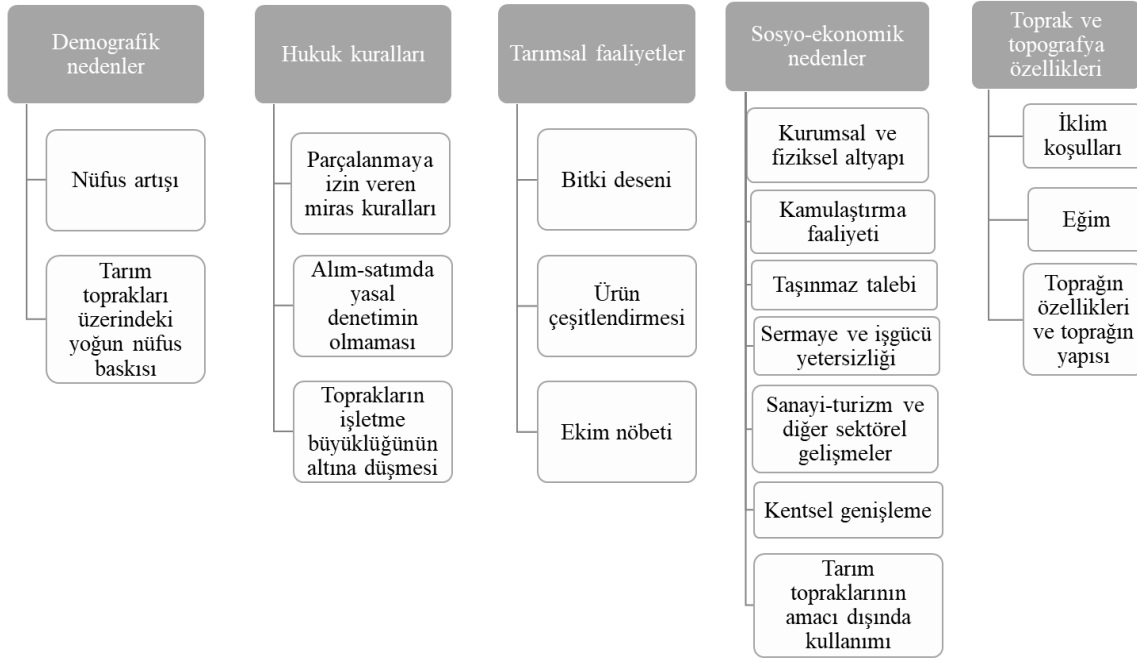 Demografik
nedenler
Nüfus artışı
Tarım
toprakları
üzerindeki
yoğun nüfus
baskısı
Hukuk kuralları
Parçalanmaya
izin veren
miras kuralları
Alım-satımda
yasal
denetimin
olmaması
Toprakların
işletme
büyüklüğünün
altına düşmesi
Tarımsal faaliyetler
Bitki deseni
Ürün
çeşitlendirmesi
Ekim nöbeti
Sosyo-ekonomik
nedenler
Kurumsal ve
fiziksel altyapı
Kamulaştırma
faaliyeti
Taşınmaz talebi
Sermaye ve işgücü
yetersizliği
Sanayi-turizm ve
diğer sektörel
gelişmeler
Kentsel genişleme
Tarım
topraklarının
amacı dışında
kullanımı
Toprak ve
topografya
özellikleri
İklim
koşulları
Eğim
Toprağın
özellikleri
ve toprağın
yapısı